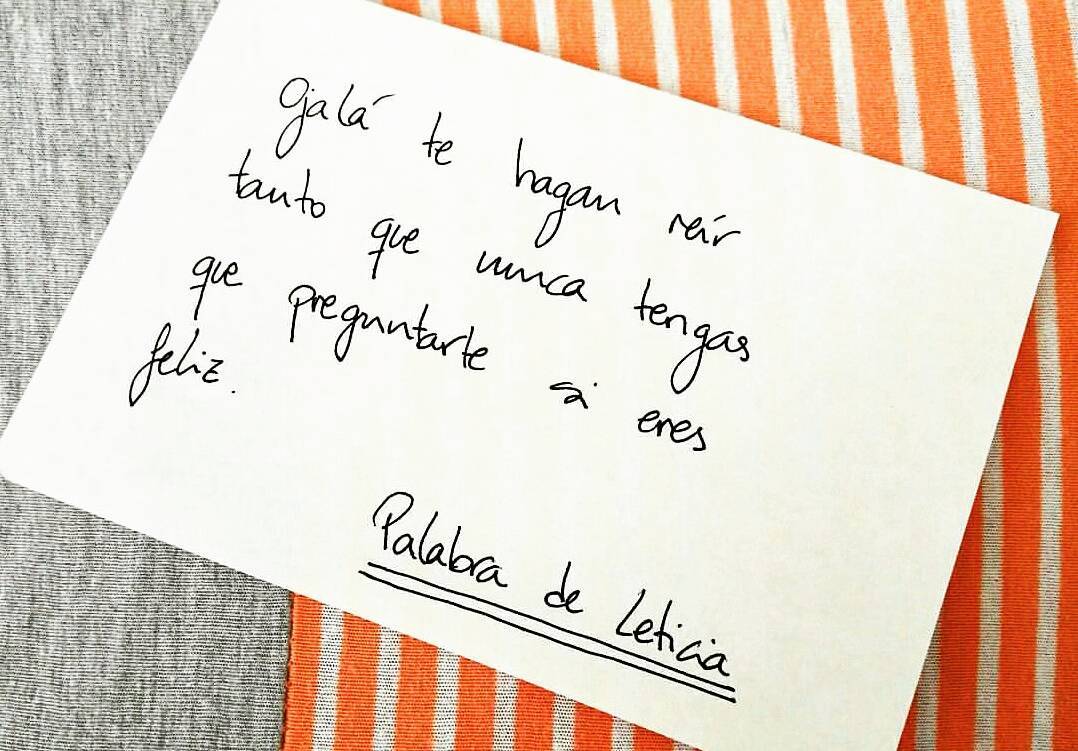 Ojalá te hagan reír
tanto que nunca tengas
que preguntarte si eres
feliz.
Palabra de Leticia